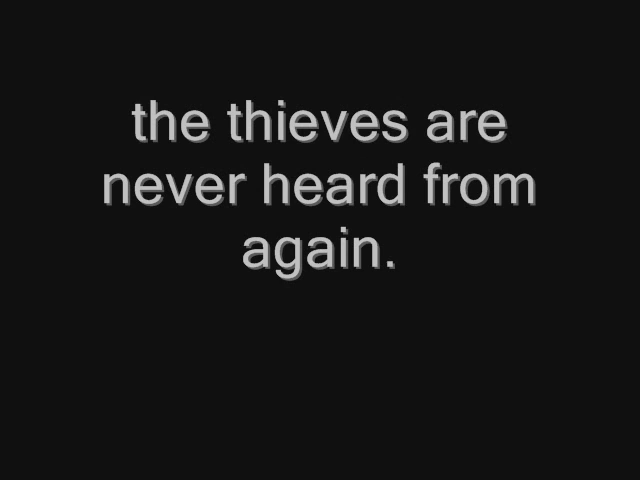 the thieves are
never heard from
again.